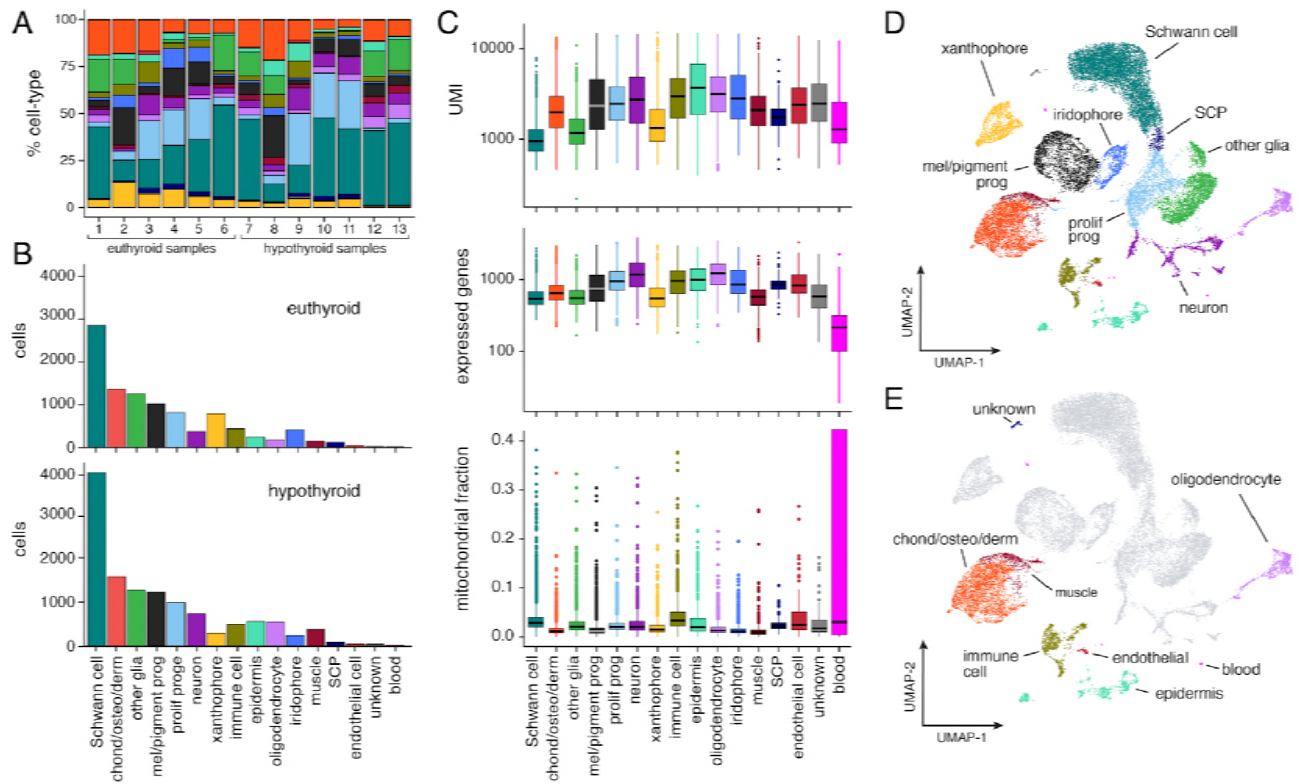 A
% cell-type
100
75
50
25
0
1 2 3 4 5 6 7 8 9 10 11 12 13
euthyroid samples
hypothyroid samples
B
cells
4000
3000
2000
1000
0
euthyroid
cells
4000
3000
2000
1000
0
hypothyroid
Schwann cell
chond/osteo/derm
other glia
mel/pigment prog
prolif proge
neuron
xanthophore
immune cell
epidermis
oligodendrocyte
iridophore
muscle
SCP
endothelial cell
unknown
blood
C
UMI
10000
1000
expressed genes
1000
100
mitochondrial fraction
0.4
0.3
0.2
0.1
0.0
Schwann cell
chond/osteo/derm
other glia
mel/pigment prog
prolif prog
neuron
xanthophore
immune cell
epidermis
oligodendrocyte
iridophore
muscle
SCP
endothelial cell
unknown
blood
D
xanthophore
Schwann cell
iridophore
SCP
other glia
mel/pigment
prog
prolif
prog
neuron
UMAP-2
UMAP-1
E
unknown
oligodendrocyte
chond/osteo/derm
muscle
immune
cell
endothelial
blood
epidermis
UMAP-2
UMAP-1